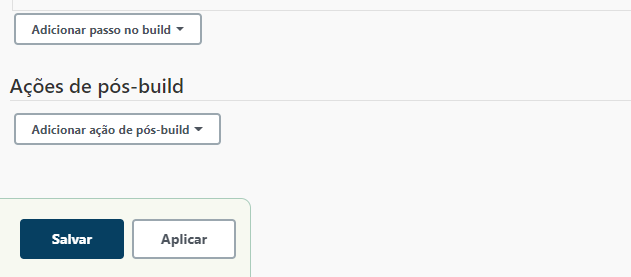 Adicionar passo no build
Ações de pós-build
Adicionar ação de pós-build
Salvar
Aplicar